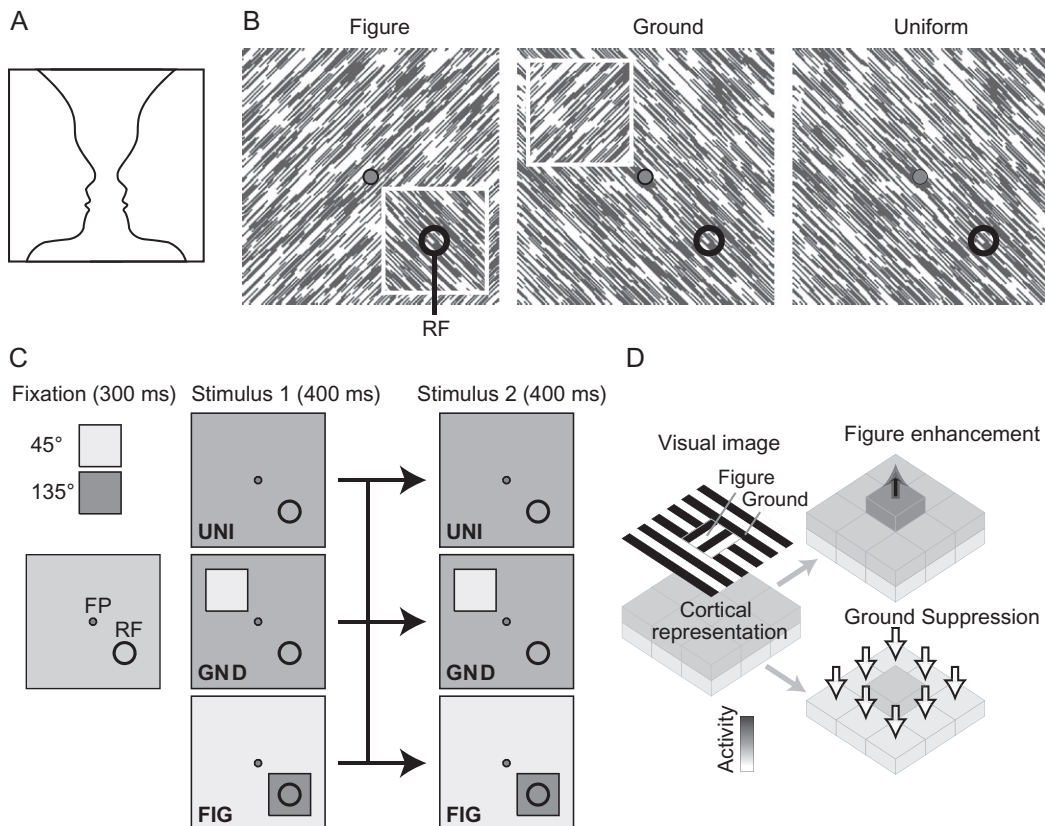 A
B
Figure
Ground
Uniform
RF
C
Fixation (300 ms)
Stimulus 1 (400 ms)
Stimulus 2 (400 ms)
45°
135°
FP
RF
UNI
UNI
GND
GND
FIG
FIG
D
Visual image
Figure
Ground
Cortical
representation
Figure enhancement
Ground Suppression
Activity